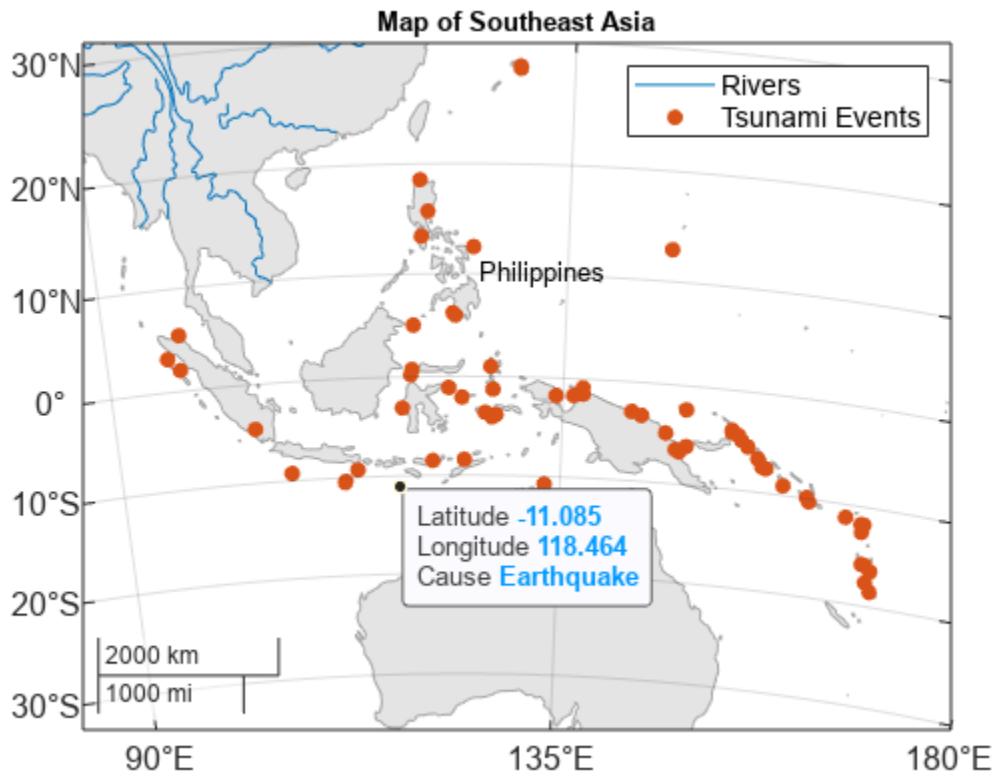 Map of Southeast Asia
30°N
20°N
10°N
0°
10°S
20°S
30°S
Rivers
Tsunami Events
Philippines
Latitude -11.085
Longitude 118.464
Cause Earthquake
2000 km
1000 mi
90°E
135°E
180°E